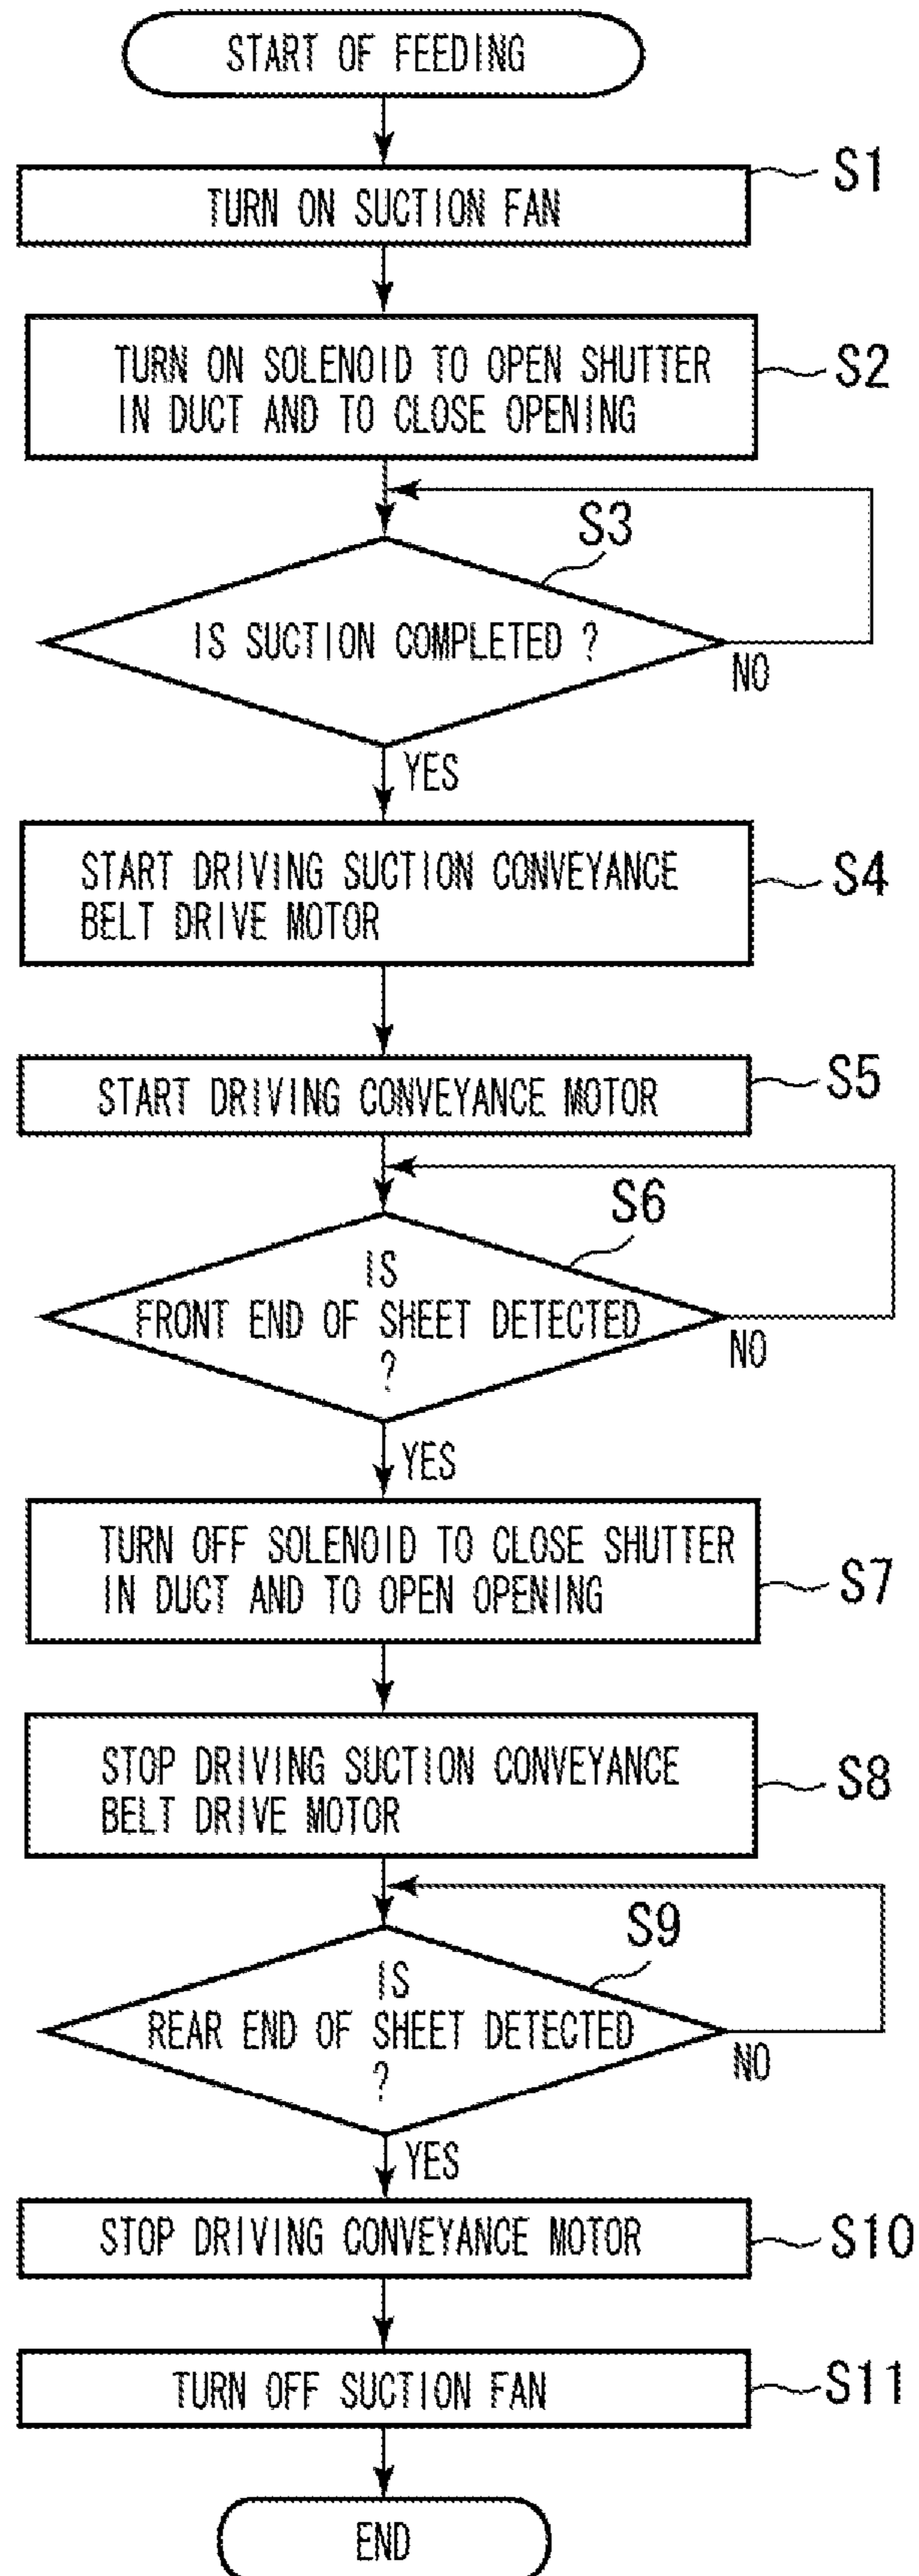 START OF FEEDING
S1
TURN ON SUCTION FAN
TURN ON SOLENOID TO OPEN SHUTTER
IN DUCT AND TO CLOSE OPENING
S2
S3
IS SUCTION COMPLETED ?
NO
YES
START DRIVING SUCTION CONVEYANCE
BELT DRIVE MOTOR
S4
S5
START DRIVING CONVEYANCE MOTOR
S6
IS
FRONT END OF SHEET DETECTED
?
NO
YES
TURN OFF SOLENOID TO CLOSE SHUTTER
IN DUCT AND TO OPEN OPENING
S7
STOP DRIVING SUCTION CONVEYANCE
BELT DRIVE MOTOR
S8
S9
IS
REAR END OF SHEET DETECTED
?
NO
YES
STOP DRIVING CONVEYANCE MOTOR
S10
TURN OFF SUCTION FAN
S11
END